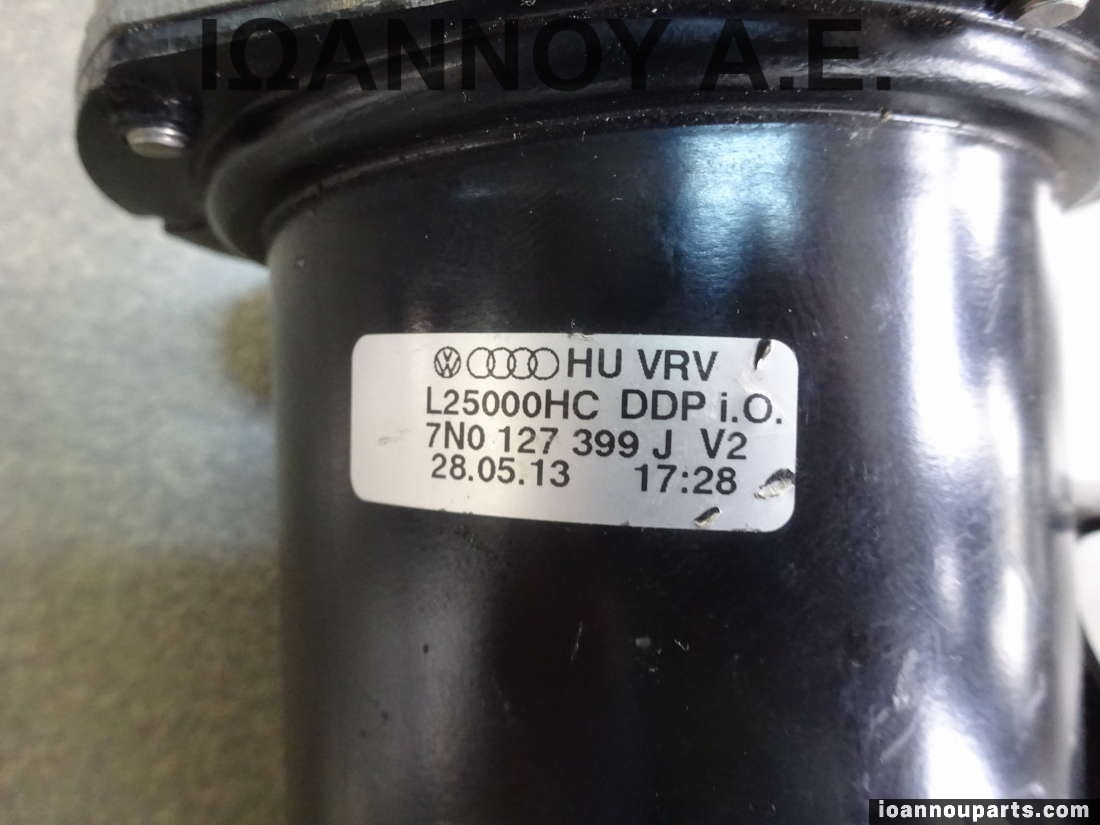 ΙΩΑΝΝΟΥ Α.Ε.
HU VRV
L25000HC DDP i.O.
7N0 127 399 J V2
28.05.13 17:28
ioannouparts.com